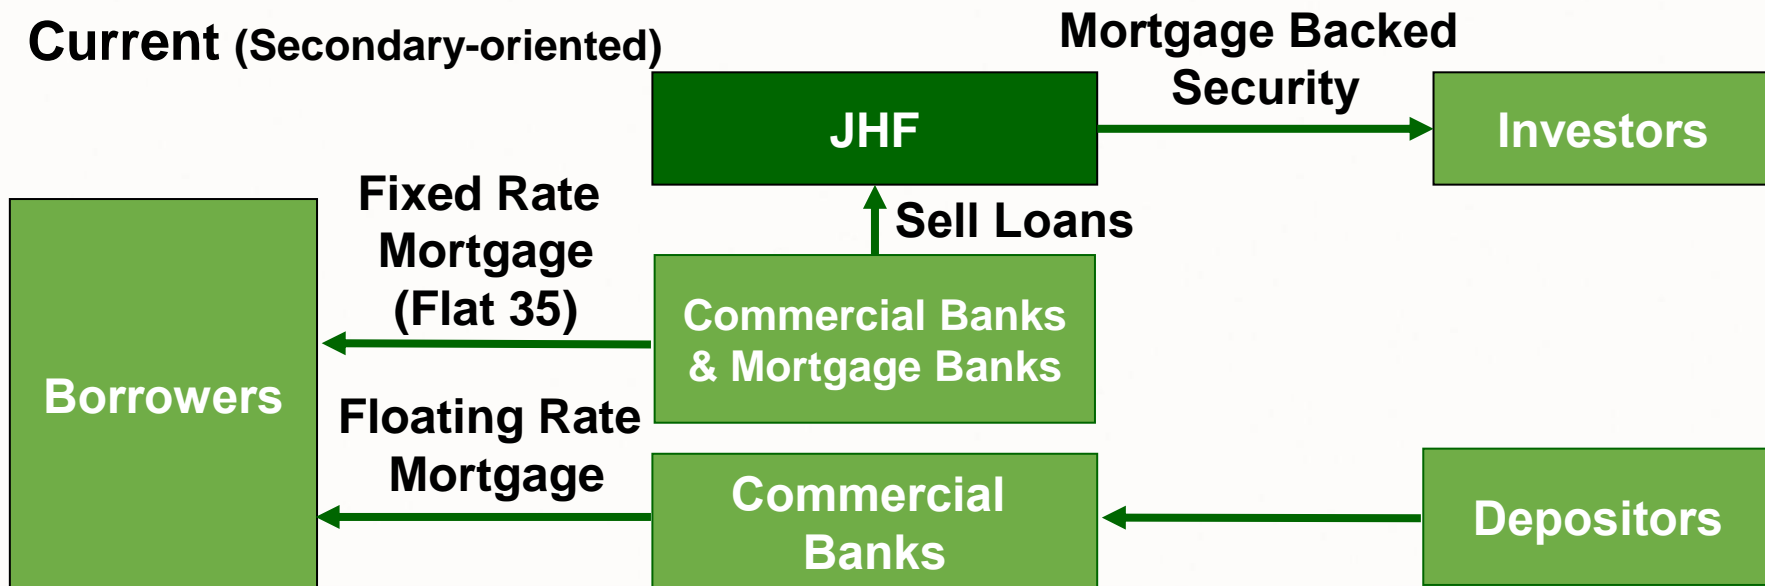 Current (Secondary-oriented)
Mortgage Backed
Security
JHF
Investors
Fixed Rate
Mortgage
(Flat 35)
Sell Loans
Commercial Banks
& Mortgage Banks
Borrowers
Floating Rate
Mortgage
Commercial
Banks
Depositors